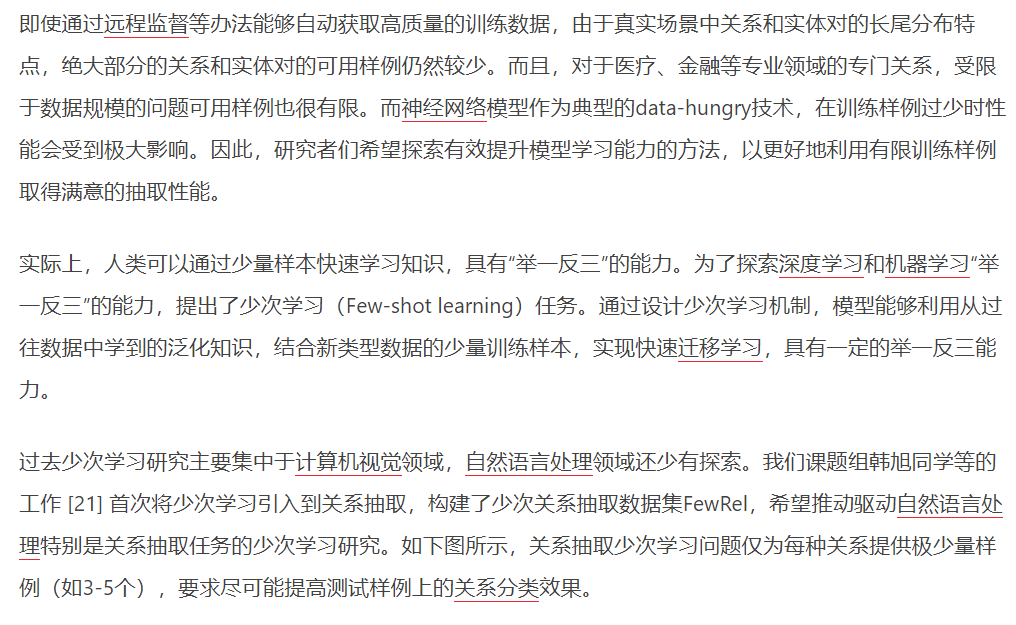 即使通过远程监督等办法能够自动获取高质量的训练数据，由于真实场景中关系和实体对的长尾分布特
点，绝大部分的关系和实体对的可用样例仍然较少。而且，对于医疗、金融等专业领域的专门关系，受限
于数据规模的问题可用样例也很有限。而神经网络模型作为典型的data-hungry技术，在训练样例过少时性
能会受到极大影响。因此，研究者们希望探索有效提升模型学习能力的方法，以更好地利用有限训练样例
取得满意的抽取性能。
实际上，人类可以通过少量样本快速学习知识，具有“举一反三”的能力。为了探索深度学习和机器学习“举
一反三”的能力，提出了少次学习（Few-shot learning）任务。通过设计少次学习机制，模型能够利用从过
往数据中学到的泛化知识，结合新类型数据的少量训练样本，实现快速迁移学习，具有一定的举一反三能
力。
过去少次学习研究主要集中于计算机视觉领域，自然语言处理领域还少有探索。我们课题组韩旭同学等的
工作 [21] 首次将少次学习引入到关系抽取，构建了少次关系抽取数据集FewRel，希望推动驱动自然语言处
理特别是关系抽取任务的少次学习研究。如下图所示，关系抽取少次学习问题仅为每种关系提供极少量样
例（如3-5个），要求尽可能提高测试样例上的关系分类效果。